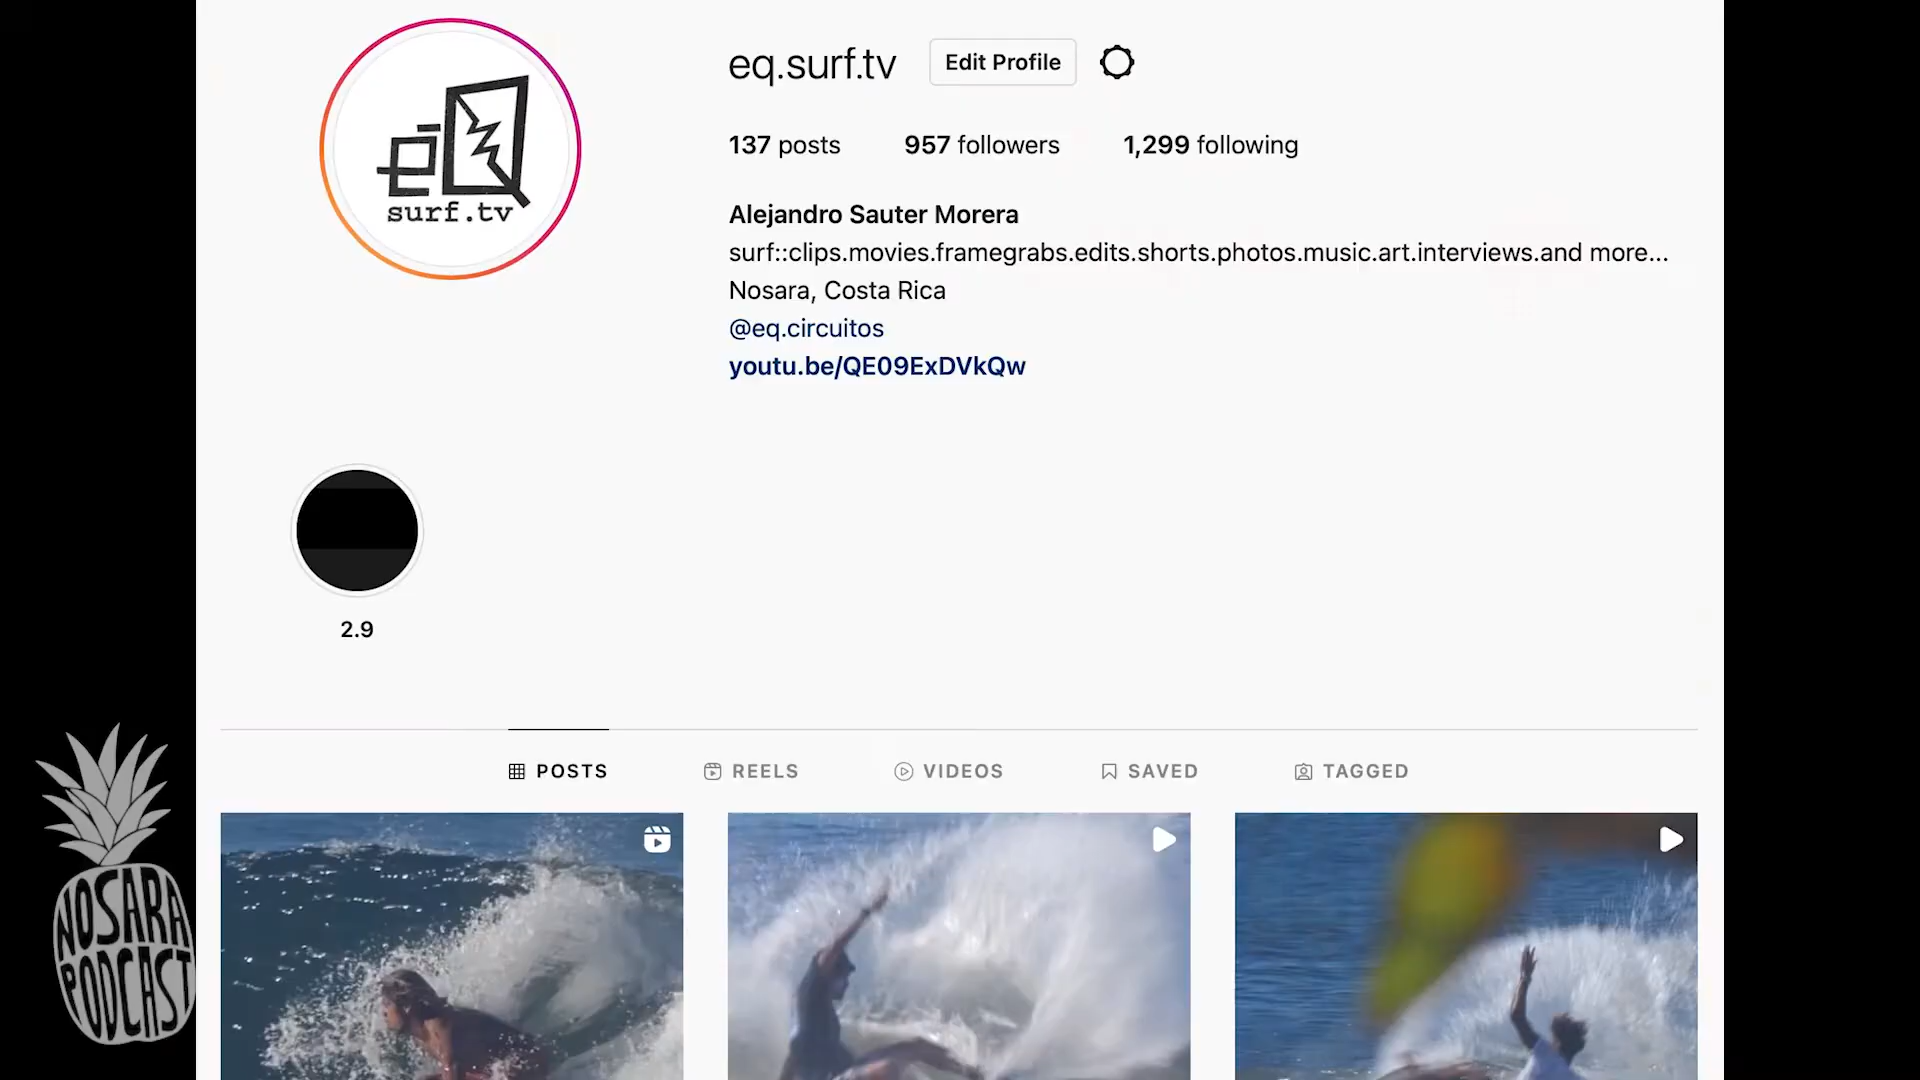 eQ
surf.tv
eq.surf.tv
Edit Profile
137 posts
957 followers
1,299 following
Alejandro Sauter Morera
surf::clips.movies.framegrabs.edits.shorts.photos.music.art.interviews.and more...
Nosara, Costa Rica
@eq.circuitos
youtu.be/QE09ExDVkQw
2.9
POSTS
REELS
VIDEOS
SAVED
TAGGED
NOSARA
PODCAST